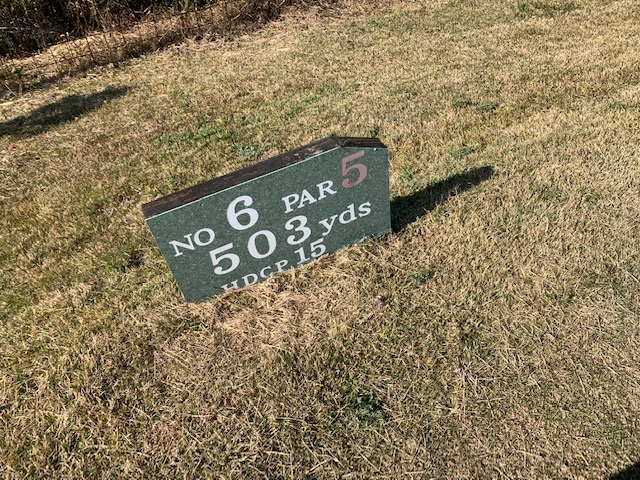 NO 6 PAR 5
503 yds
HDCP 15